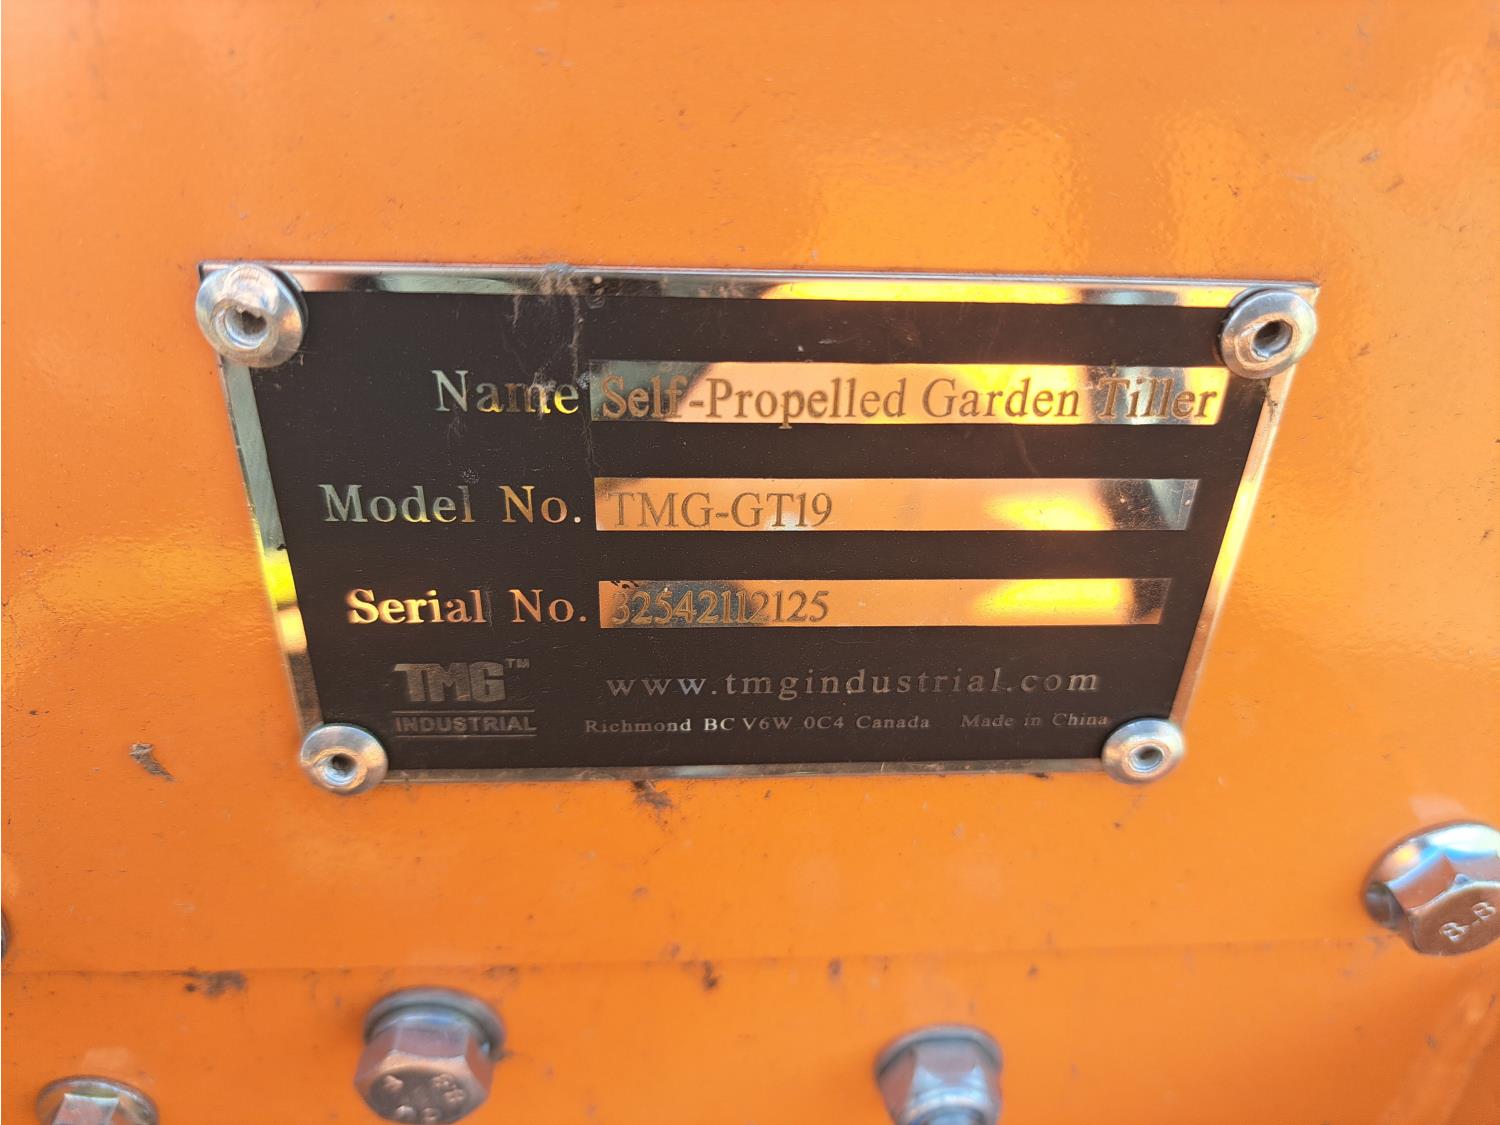 Name Self-Propelled Garden Tiller
Model No. TMG-GT19
Serial No. 32542112125
TMG™
INDUSTRIAL
www.tmgindustrial.com
Richmond BC V6W 0C4 Canada Made in China
B-B